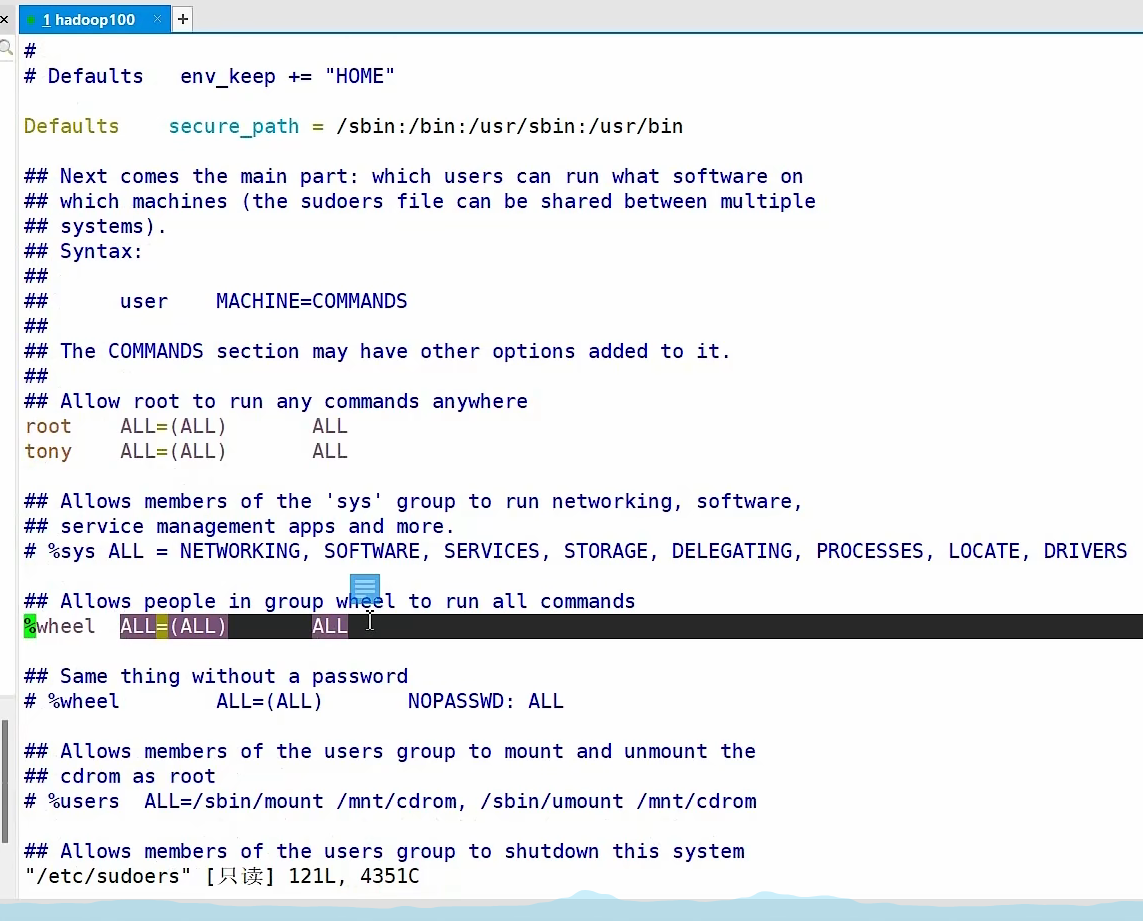 1 hadoop100
#
# Defaults   env_keep += "HOME"
Defaults    secure_path = /sbin:/bin:/usr/sbin:/usr/bin
## Next comes the main part: which users can run what software on
## which machines (the sudoers file can be shared between multiple
## systems).
## Syntax:
##
##      user    MACHINE=COMMANDS
##
## The COMMANDS section may have other options added to it.
##
## Allow root to run any commands anywhere
root    ALL=(ALL)       ALL
tony    ALL=(ALL)       ALL
## Allows members of the 'sys' group to run networking, software,
## service management apps and more.
# %sys ALL = NETWORKING, SOFTWARE, SERVICES, STORAGE, DELEGATING, PROCESSES, LOCATE, DRIVERS
## Allows people in group wheel to run all commands
%wheel  ALL=(ALL)       ALL
## Same thing without a password
# %wheel        ALL=(ALL)       NOPASSWD: ALL
## Allows members of the users group to mount and unmount the
## cdrom as root
# %users  ALL=/sbin/mount /mnt/cdrom, /sbin/umount /mnt/cdrom
## Allows members of the users group to shutdown this system
"/etc/sudoers" [只读] 121L, 4351C